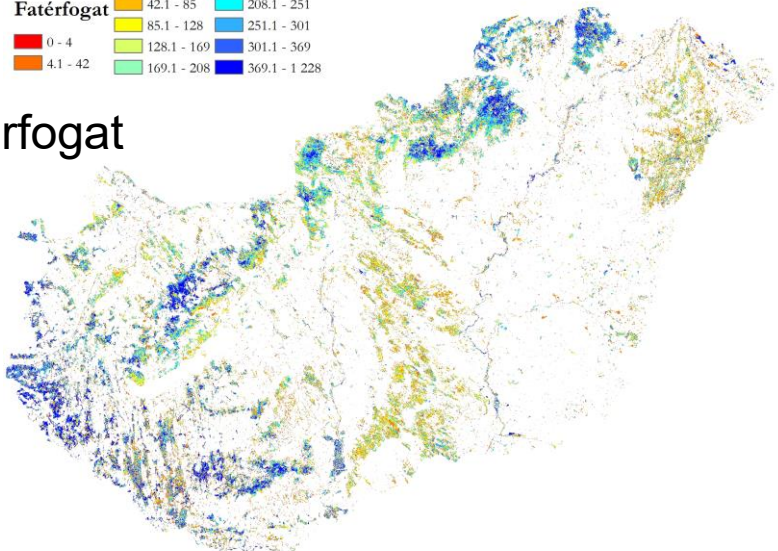 Fatérfogat
0 - 4
4.1 - 42
42.1 - 85
85.1 - 128
128.1 - 169
169.1 - 208
208.1 - 251
251.1 - 301
301.1 - 369
369.1 - 1 228
rfogat